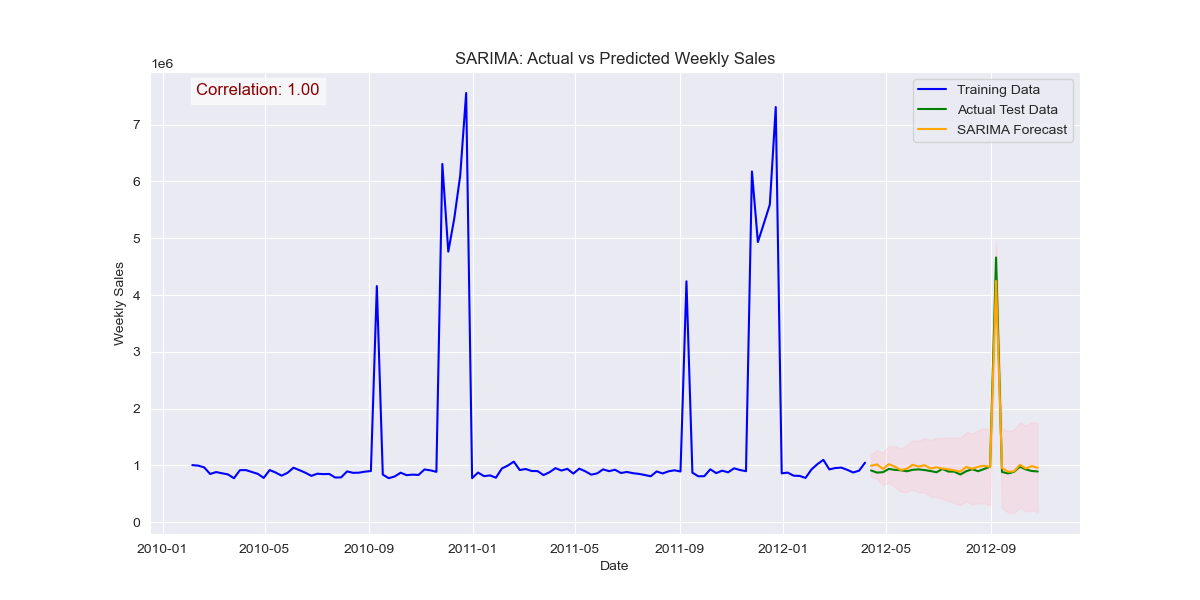 SARIMA: Actual vs Predicted Weekly Sales
1e6
Correlation: 1.00
Training Data
Actual Test Data
SARIMA Forecast
7
6
5
4
3
2
1
0
Weekly Sales
2010-01 2010-05 2010-09 2011-01 2011-05 2011-09 2012-01 2012-05 2012-09
Date